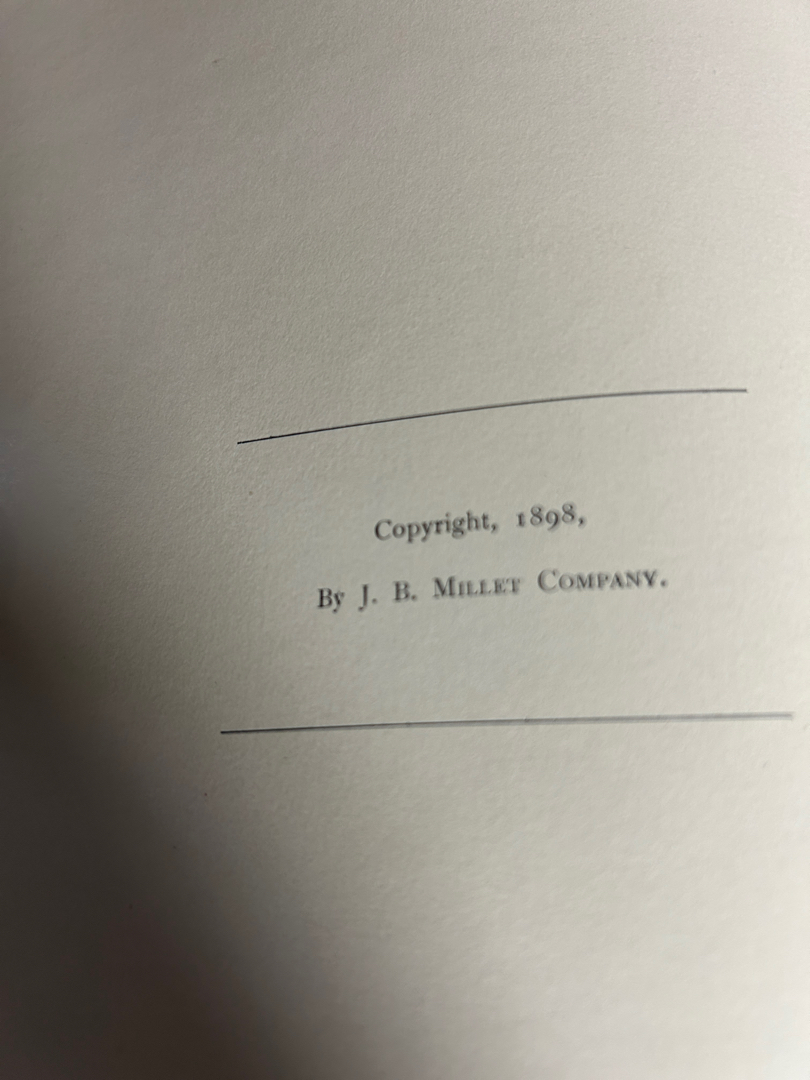 Copyright, 1898,
By J. B. MILLET COMPANY.